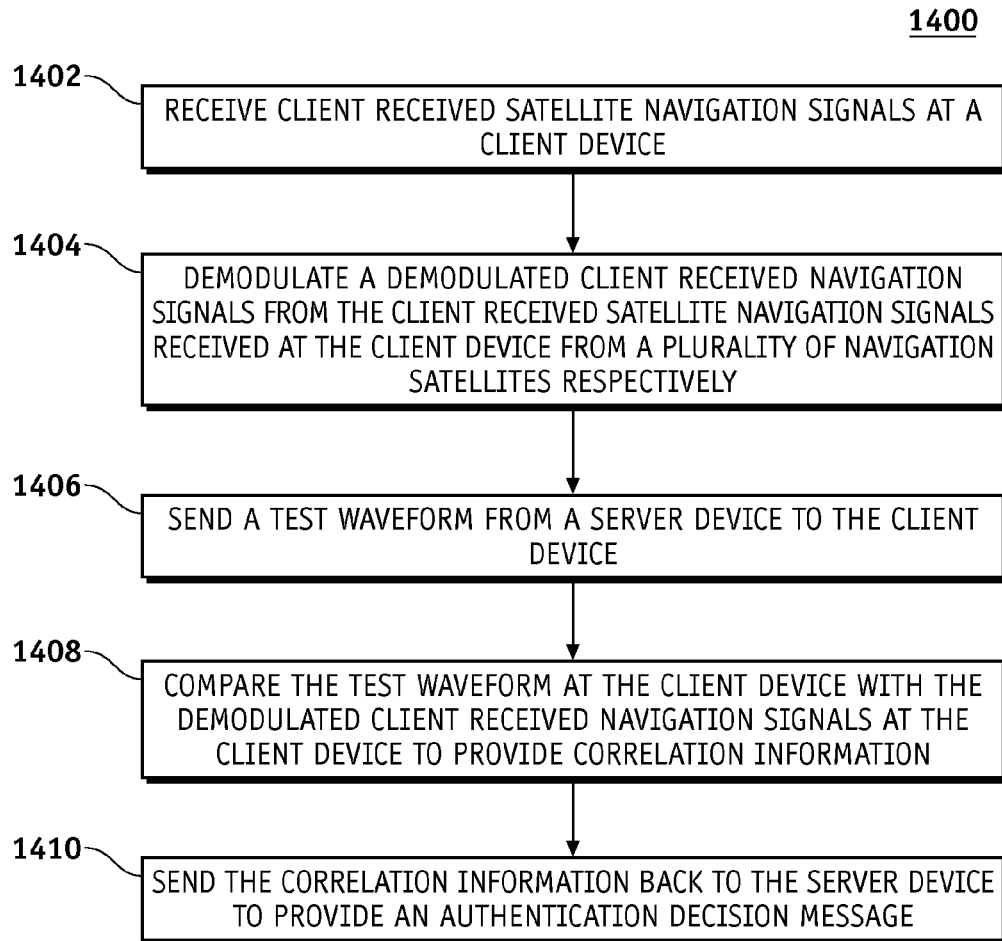 1400
1402
RECEIVE CLIENT RECEIVED SATELLITE NAVIGATION SIGNALS AT A
CLIENT DEVICE
1404
DEMODULATE A DEMODULATED CLIENT RECEIVED NAVIGATION
SIGNALS FROM THE CLIENT RECEIVED SATELLITE NAVIGATION SIGNALS
RECEIVED AT THE CLIENT DEVICE FROM A PLURALITY OF NAVIGATION
SATELLITES RESPECTIVELY
1406
SEND A TEST WAVEFORM FROM A SERVER DEVICE TO THE CLIENT
DEVICE
1408
COMPARE THE TEST WAVEFORM AT THE CLIENT DEVICE WITH THE
DEMODULATED CLIENT RECEIVED NAVIGATION SIGNALS AT THE
CLIENT DEVICE TO PROVIDE CORRELATION INFORMATION
1410
SEND THE CORRELATION INFORMATION BACK TO THE SERVER DEVICE
TO PROVIDE AN AUTHENTICATION DECISION MESSAGE